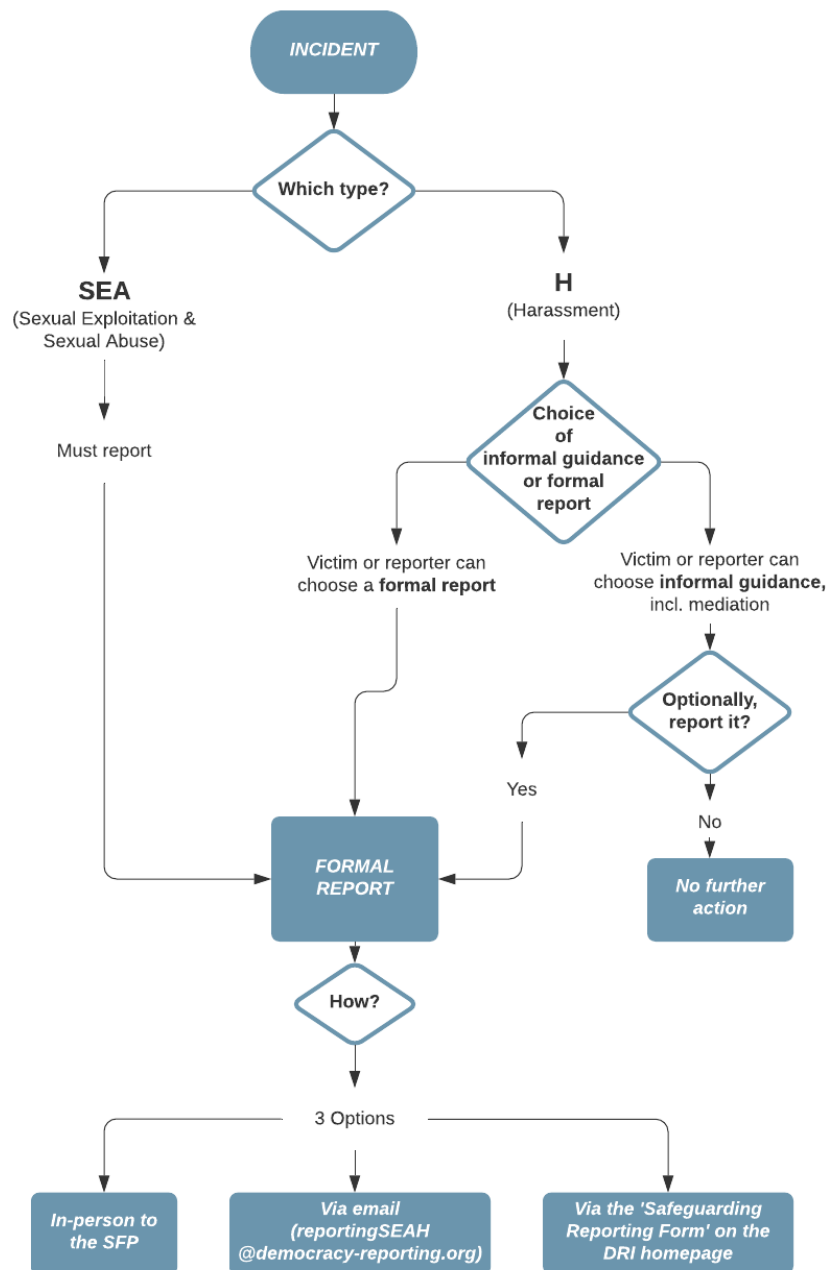 INCIDENT
Which type?
SEA
(Sexual Exploitation &
Sexual Abuse)
H
(Harassment)
Must report
Choice
of
informal guidance
or formal
report
Victim or reporter can
choose a formal report
Victim or reporter can
choose informal guidance,
incl. mediation
Optionally,
report it?
Yes
No
FORMAL
REPORT
No further
action
How?
3 Options
In-person to
the SFP
Via email
(reportingSEAH
@democracy-reporting.org)
Via the 'Safeguarding
Reporting Form' on the
DRI homepage